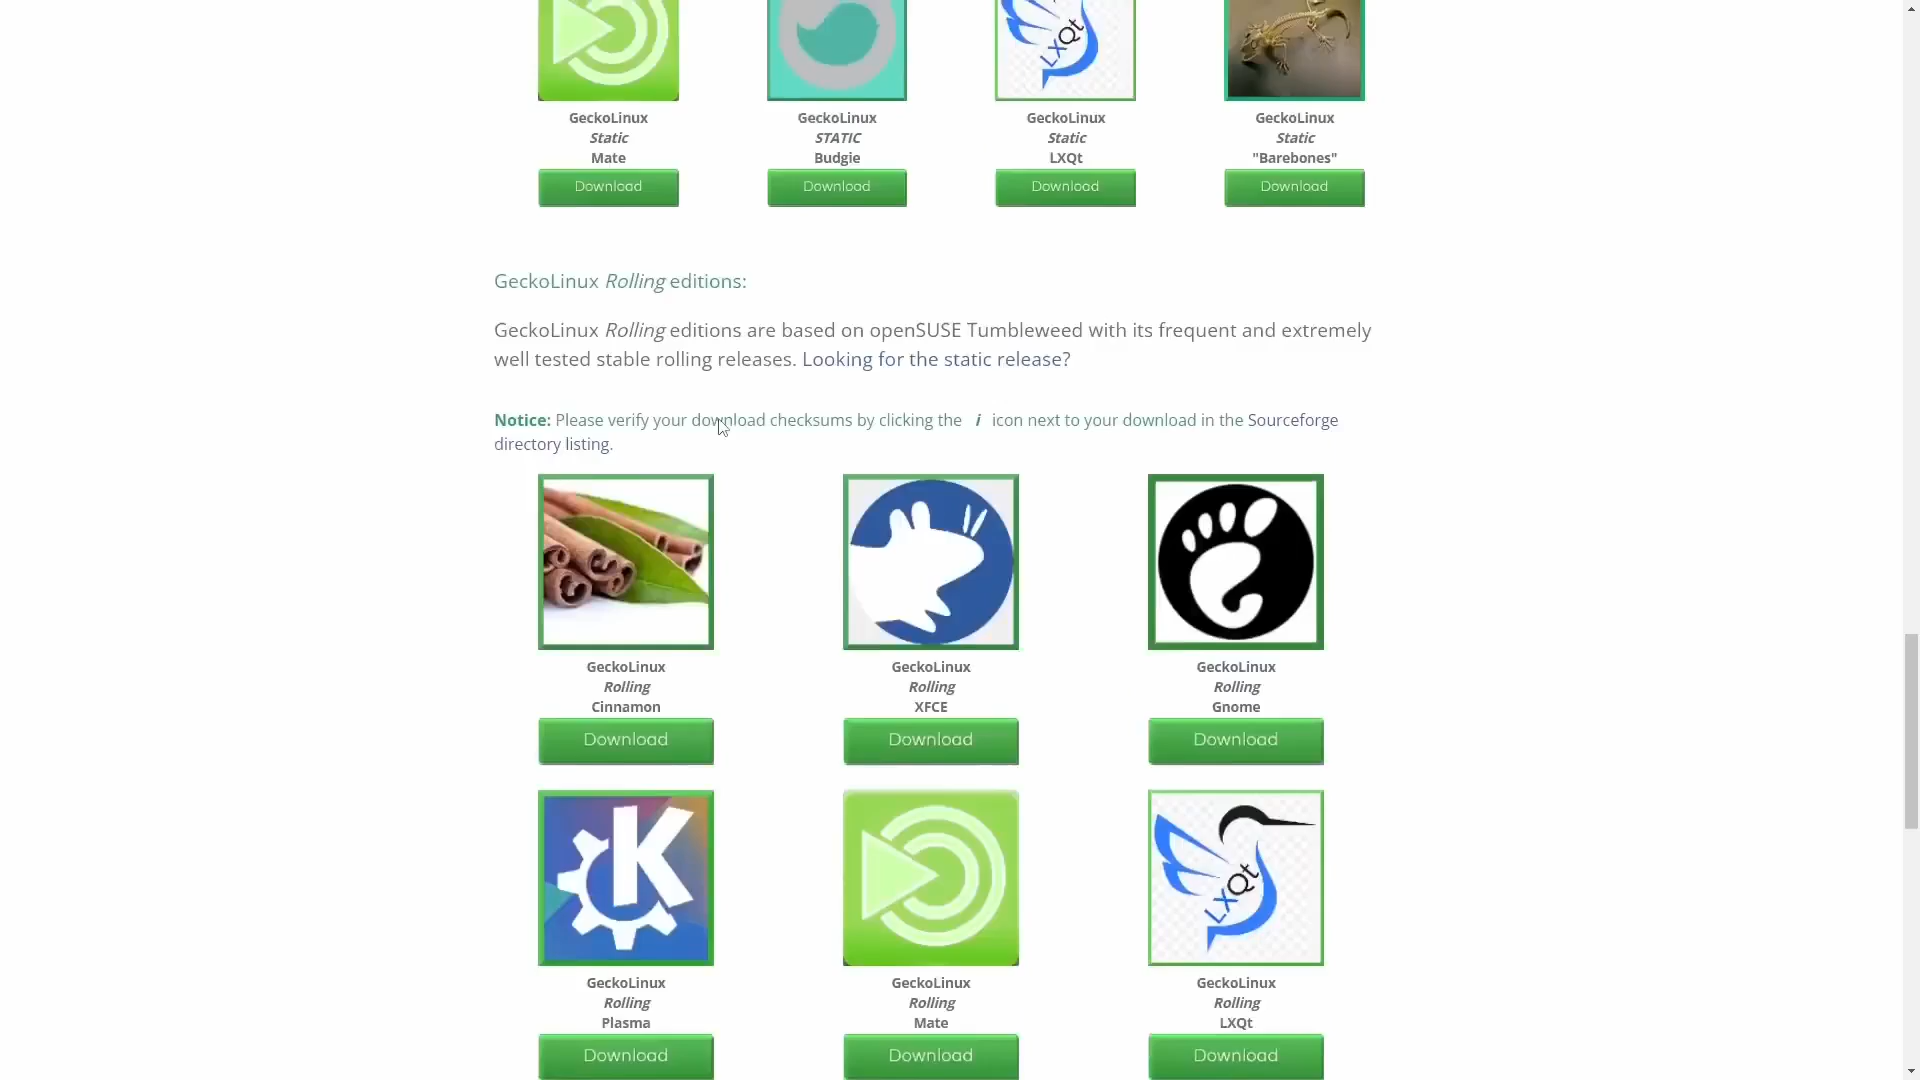 LXQt
GeckoLinux
Static
Mate
Download
GeckoLinux
STATIC
Budgie
Download
GeckoLinux
Static
LXQt
Download
GeckoLinux
Static
"Barebones"
Download
GeckoLinux Rolling editions:
GeckoLinux Rolling editions are based on openSUSE Tumbleweed with its frequent and extremely
well tested stable rolling releases. Looking for the static release?
Notice: Please verify your download checksums by clicking the i icon next to your download in the Sourceforge
directory listing.
GeckoLinux
Rolling
Cinnamon
Download
GeckoLinux
Rolling
XFCE
Download
GeckoLinux
Rolling
Gnome
Download
K
GeckoLinux
Rolling
Plasma
Download
GeckoLinux
Rolling
Mate
Download
LXQt
GeckoLinux
Rolling
LXQt
Download